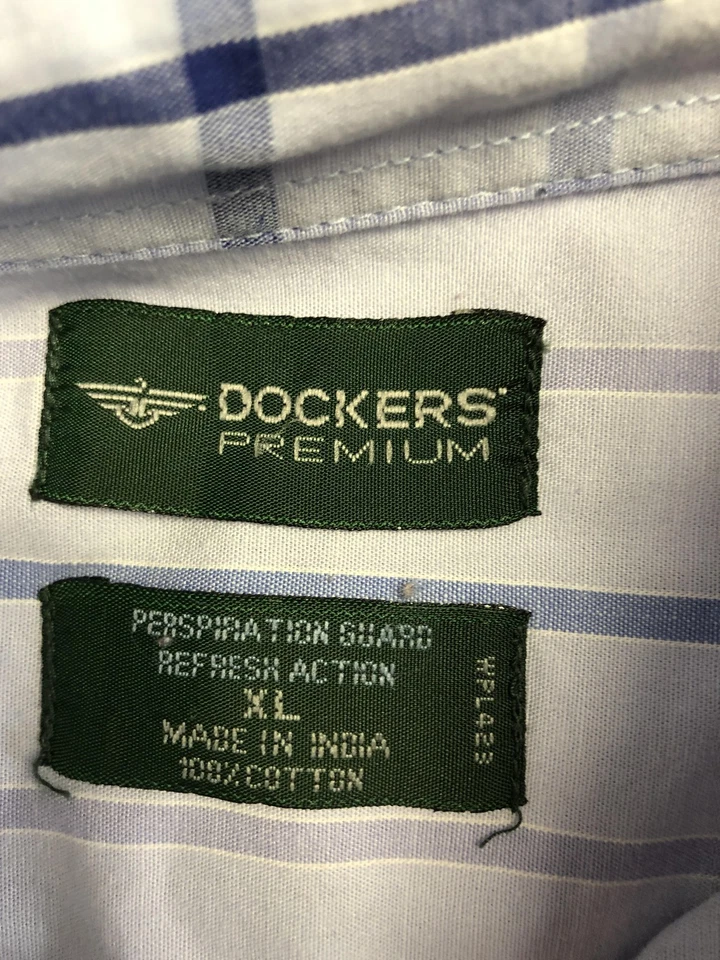 DOCKERS
PREMIUM
PERSPIRATION GUARD
REFRESH ACTION
XL
MADE IN INDIA
100% COTTON
WPL423